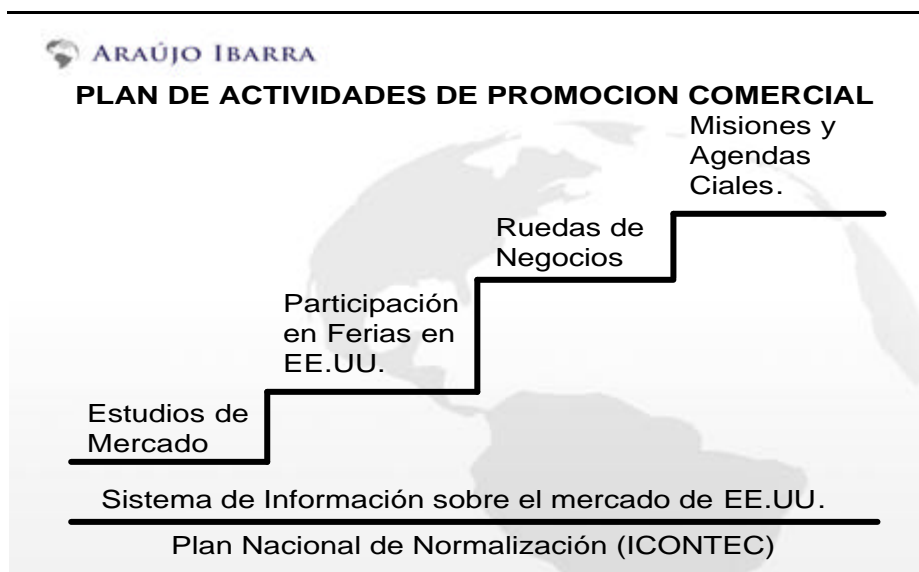 ARAÚJO IBARRA
PLAN DE ACTIVIDADES DE PROMOCION COMERCIAL
Misiones y
Agendas
Ciales.
Ruedas de
Negocios
Participación
en Ferias en
EE.UU.
Estudios de
Mercado
Sistema de Información sobre el mercado de EE.UU.
Plan Nacional de Normalización (ICONTEC)